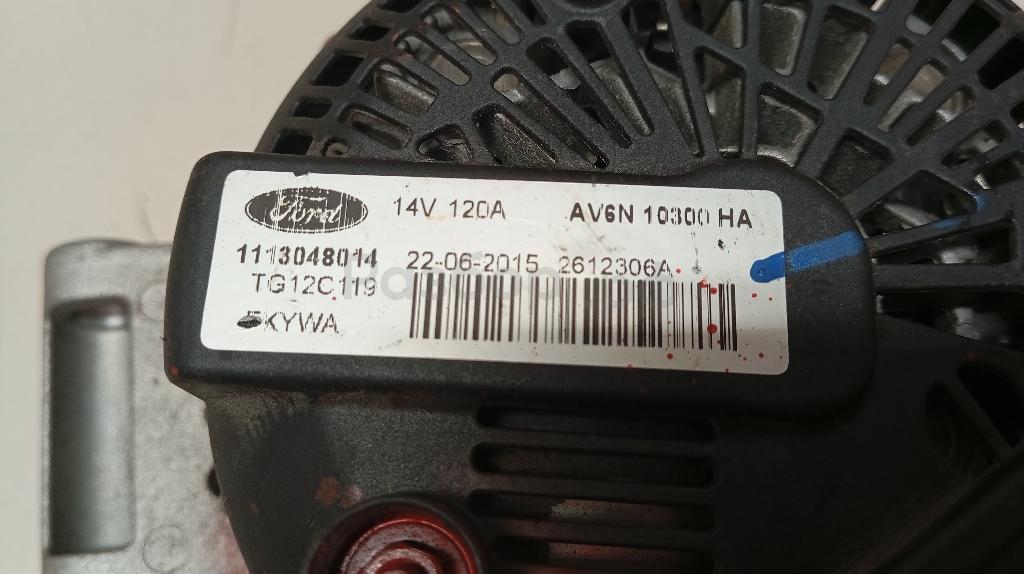 Ford 14V 120A AV6N 10300 HA
1113048014 22-06-2015 2612306A
TG12C119
KYWA